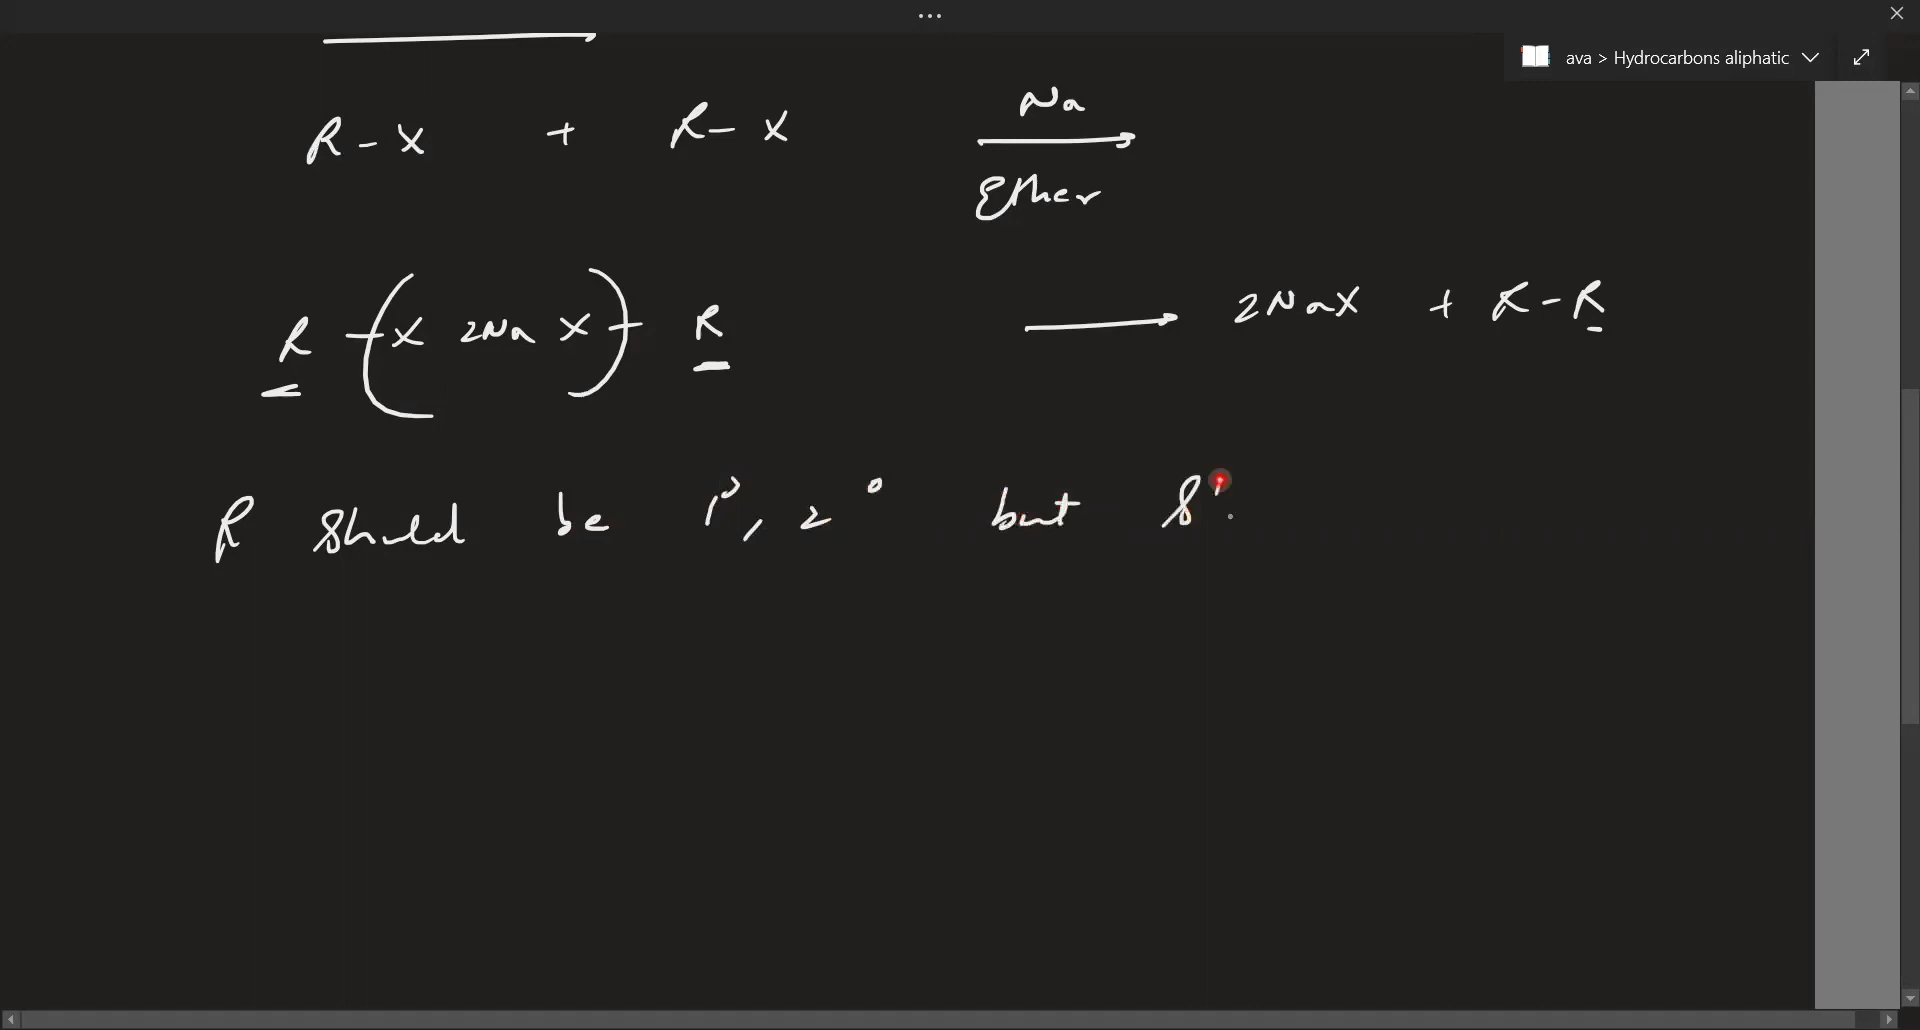 ...
ava > Hydrocarbons aliphatic
R - X + R - X Na
Ether
R - ( X 2Na X ) - R → 2NaX + R - R
R Should be 1°, 2° but